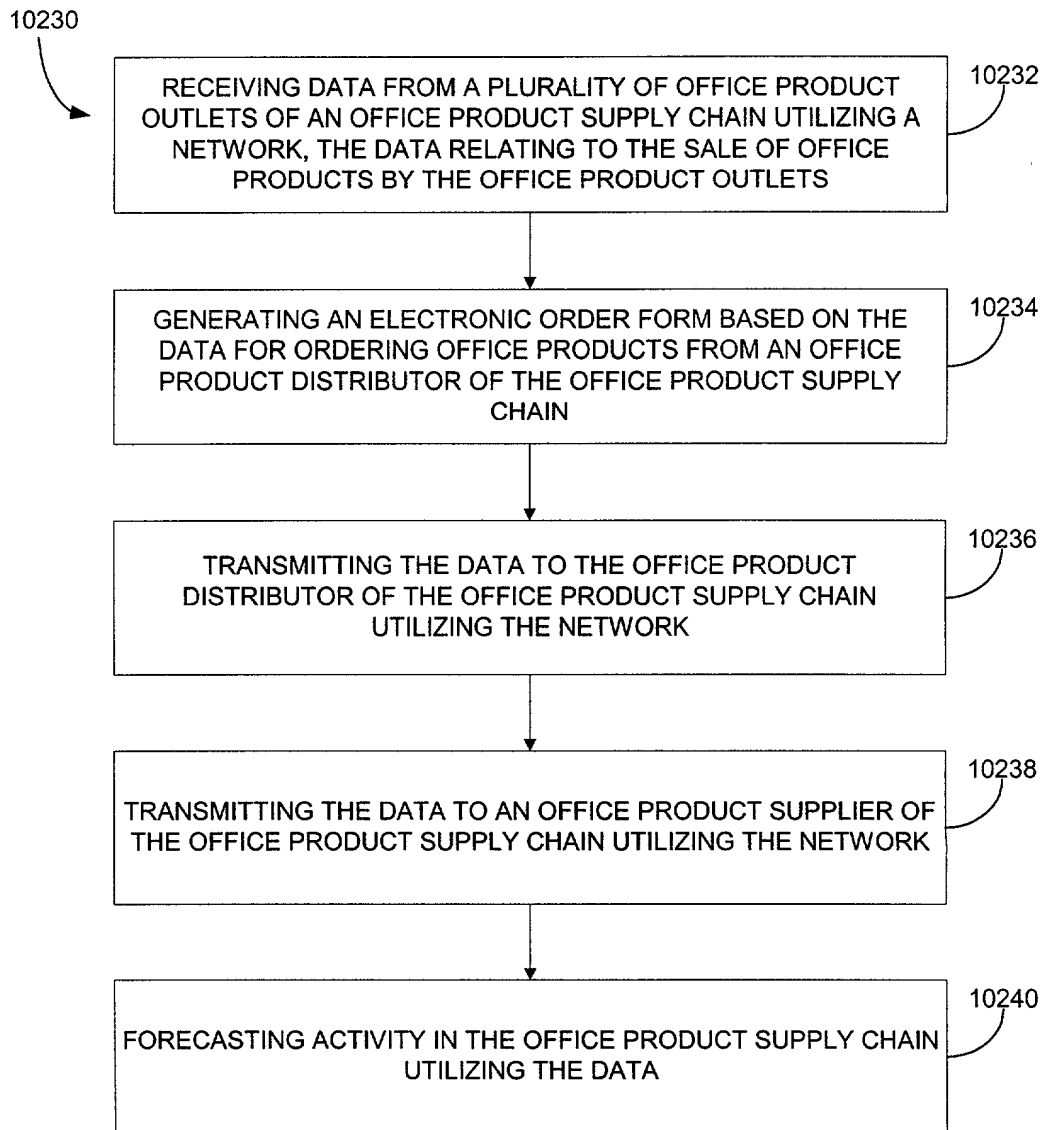 10230
10232
RECEIVING DATA FROM A PLURALITY OF OFFICE PRODUCT
OUTLETS OF AN OFFICE PRODUCT SUPPLY CHAIN UTILIZING A
NETWORK, THE DATA RELATING TO THE SALE OF OFFICE
PRODUCTS BY THE OFFICE PRODUCT OUTLETS
10234
GENERATING AN ELECTRONIC ORDER FORM BASED ON THE
DATA FOR ORDERING OFFICE PRODUCTS FROM AN OFFICE
PRODUCT DISTRIBUTOR OF THE OFFICE PRODUCT SUPPLY
CHAIN
10236
TRANSMITTING THE DATA TO THE OFFICE PRODUCT
DISTRIBUTOR OF THE OFFICE PRODUCT SUPPLY CHAIN
UTILIZING THE NETWORK
10238
TRANSMITTING THE DATA TO AN OFFICE PRODUCT SUPPLIER OF
THE OFFICE PRODUCT SUPPLY CHAIN UTILIZING THE NETWORK
10240
FORECASTING ACTIVITY IN THE OFFICE PRODUCT SUPPLY CHAIN
UTILIZING THE DATA